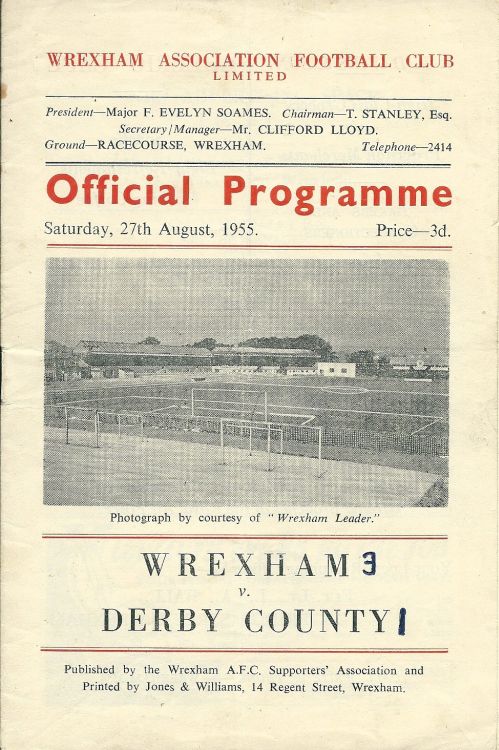 WREXHAM ASSOCIATION FOOTBALL CLUB
LIMITED
President—Major F. EVELYN SOAMES. Chairman—T. STANLEY, Esq.
Secretary/Manager—Mr. CLIFFORD LLOYD.
Ground—RACECOURSE, WREXHAM. Telephone—2414
Official Programme
Saturday, 27th August, 1955. Price—3d.
Photograph by courtesy of "Wrexham Leader."
WREXHAM 3
v.
DERBY COUNTY 1
Published by the Wrexham A.F.C. Supporters' Association and
Printed by Jones & Williams, 14 Regent Street, Wrexham.